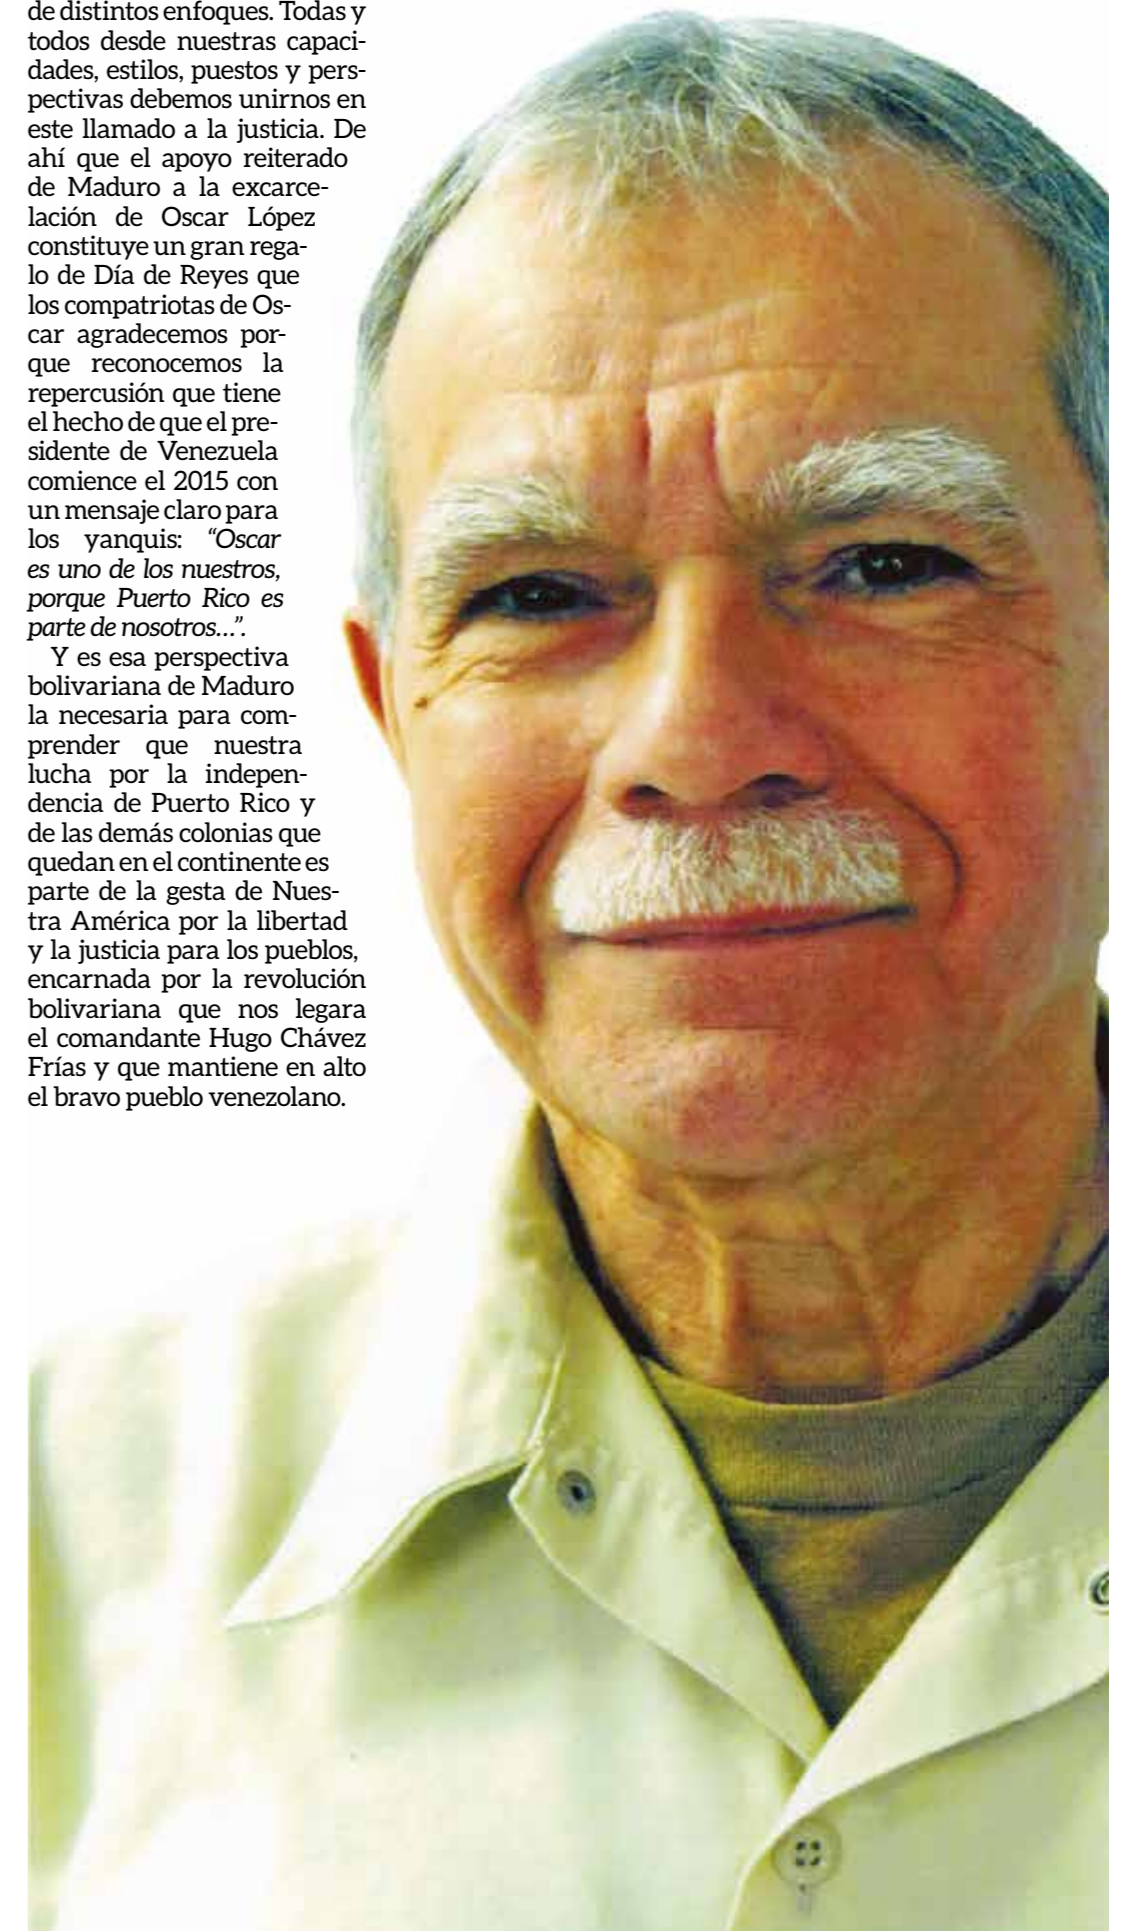 de distintos enfoques. Todas y
todos desde nuestras capaci-
dades, estilos, puestos y pers-
pectivas debemos unirnos en
este llamado a la justicia. De
ahí que el apoyo reiterado
de Maduro a la excarce-
lación de Oscar López
constituye un gran rega-
lo de Día de Reyes que
los compatriotas de Os-
car agradecemos por-
que reconocemos la
repercusión que tiene
el hecho de que el pre-
sidente de Venezuela
comience el 2015 con
un mensaje claro para
los yanquis: “Oscar
es uno de los nuestros,
porque Puerto Rico es
parte de nosotros...”.
Y es esa perspectiva
bolivariana de Maduro
la necesaria para com-
prender que nuestra
lucha por la indepen-
dencia de Puerto Rico y
de las demás colonias que
quedan en el continente es
parte de la gesta de Nues-
tra América por la libertad
y la justicia para los pueblos,
encarnada por la revolución
bolivariana que nos legara
el comandante Hugo Chávez
Frías y que mantiene en alto
el bravo pueblo venezolano.